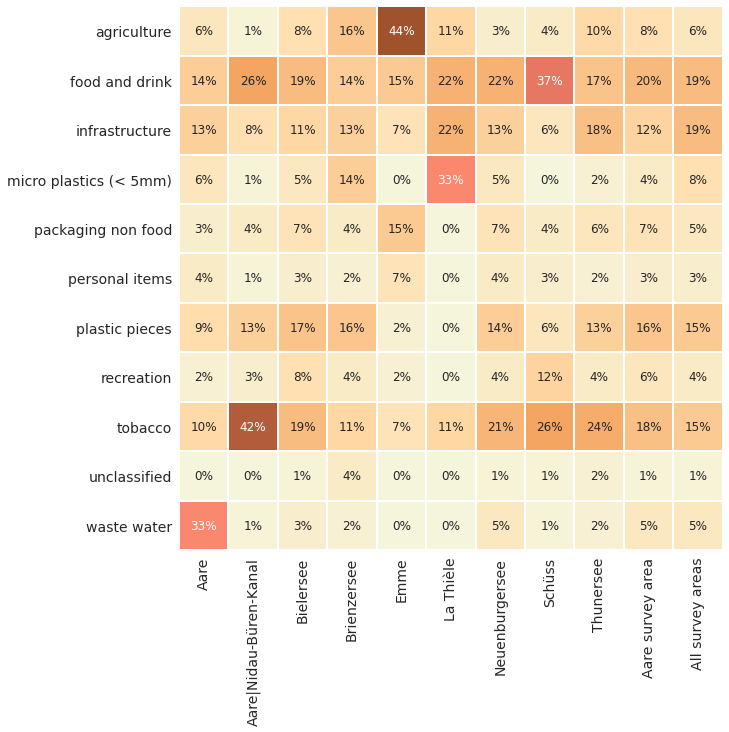 agriculture 6% 1% 8% 16% 44% 11% 3% 4% 10% 8% 6%
food and drink 14% 26% 19% 14% 15% 22% 22% 37% 17% 20% 19%
infrastructure 13% 8% 11% 13% 7% 22% 13% 6% 18% 12% 19%
micro plastics (< 5mm) 6% 1% 5% 14% 0% 33% 5% 0% 2% 4% 8%
packaging non food 3% 4% 7% 4% 15% 0% 7% 4% 6% 7% 5%
personal items 4% 1% 3% 2% 7% 0% 4% 3% 2% 3% 3%
plastic pieces 9% 13% 17% 16% 2% 0% 14% 6% 13% 16% 15%
recreation 2% 3% 8% 4% 2% 0% 4% 12% 4% 6% 4%
tobacco 10% 42% 19% 11% 7% 11% 21% 26% 24% 18% 15%
unclassified 0% 0% 1% 4% 0% 0% 1% 1% 2% 1% 1%
waste water 33% 1% 3% 2% 0% 0% 5% 1% 2% 5% 5%
Aare
Aare|Nidau-Büren-Kanal
Bielersee
Brienzersee
Emme
La Thièle
Neuenburgersee
Schüss
Thunersee
Aare survey area
All survey areas